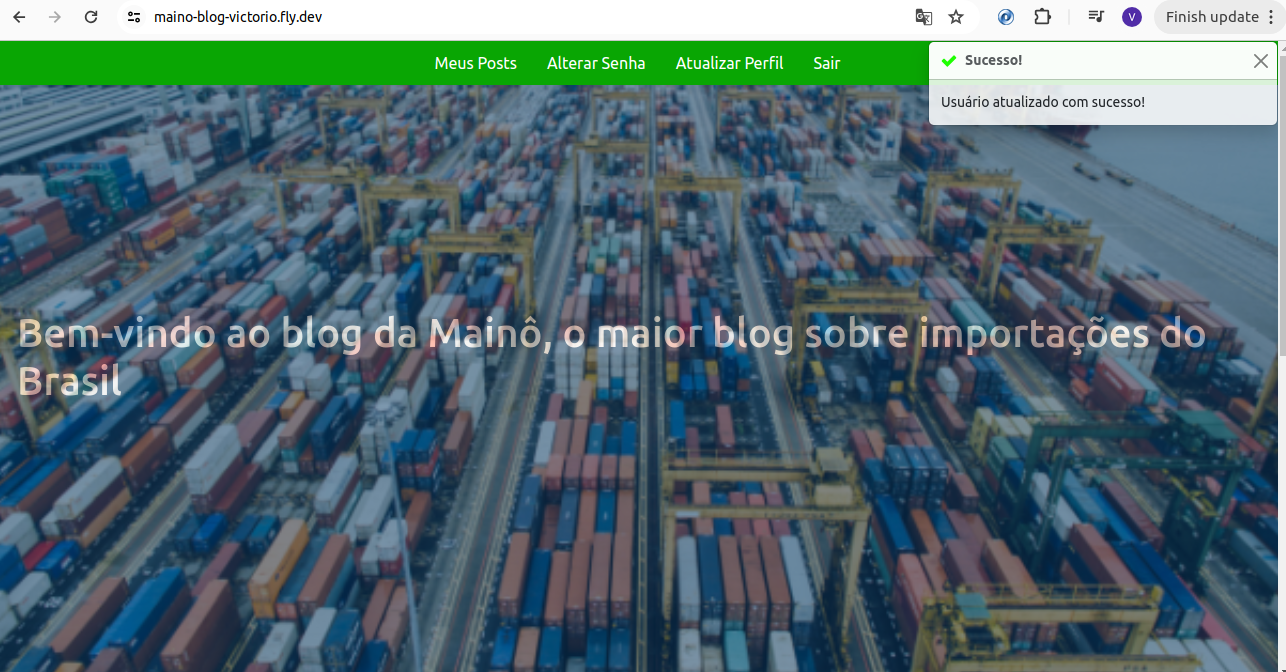 maino-blog-victorio.fly.dev
V
Finish update
Meus Posts Alterar Senha Atualizar Perfil Sair
Sucesso!
Usuário atualizado com sucesso!
Bem-vindo ao blog da Mainô, o maior blog sobre importações do
Brasil